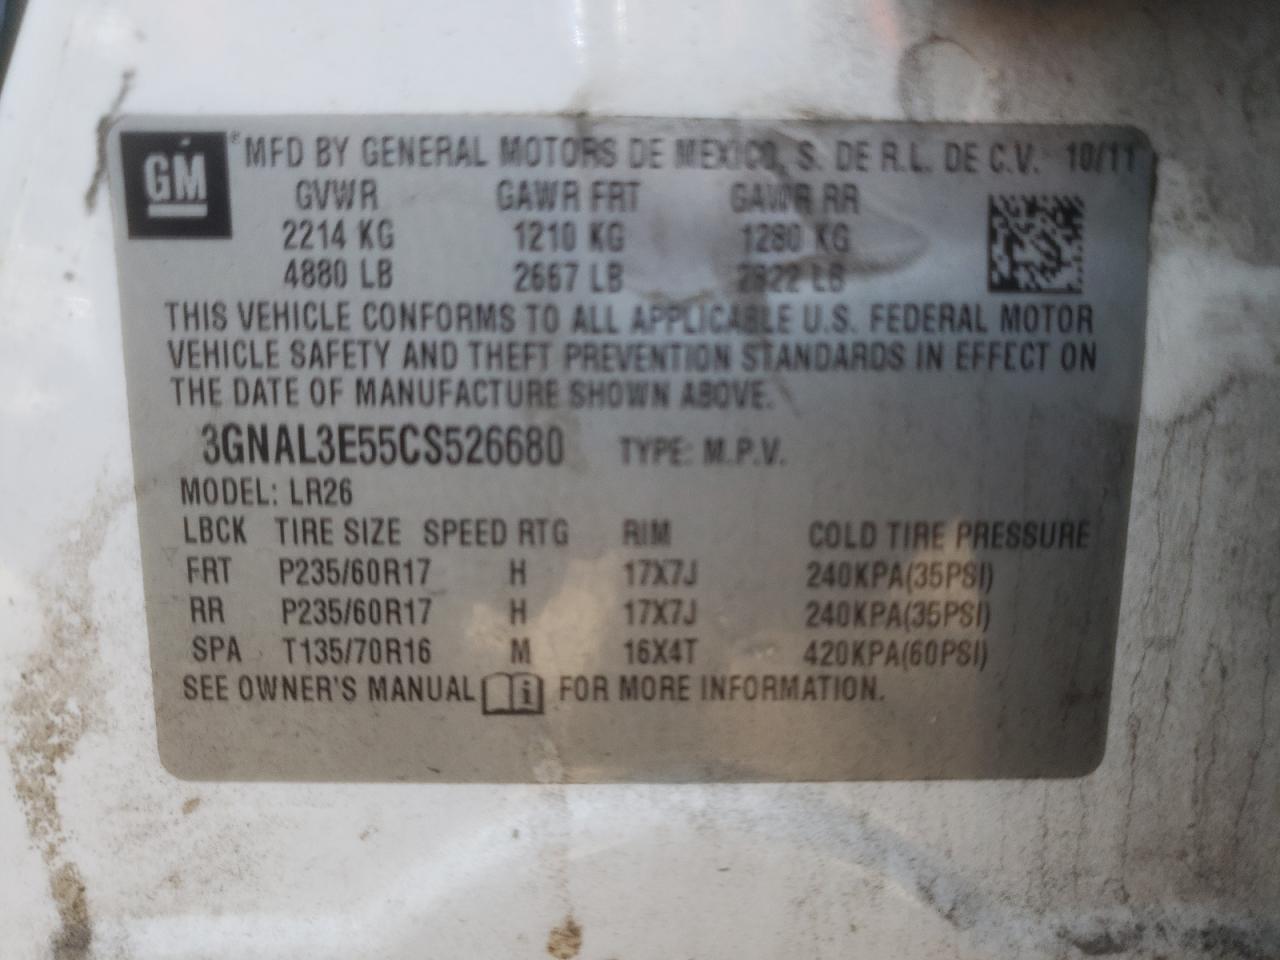 GM
® MFD BY GENERAL MOTORS DE MEXICO, S. DE R.L. DE C.V. 10/11
GVWR GAWR FRT GAWR RR
2214 KG 1210 KG 1280 KG
4880 LB 2667 LB 2822 LB
THIS VEHICLE CONFORMS TO ALL APPLICABLE U.S. FEDERAL MOTOR
VEHICLE SAFETY AND THEFT PREVENTION STANDARDS IN EFFECT ON
THE DATE OF MANUFACTURE SHOWN ABOVE.
3GNAL3E55CS526680 TYPE: M.P.V.
MODEL: LR26
LBCK TIRE SIZE SPEED RTG RIM COLD TIRE PRESSURE
FRT P235/60R17 H 17X7J 240KPA(35PSI)
RR P235/60R17 H 17X7J 240KPA(35PSI)
SPA T135/70R16 M 16X4T 420KPA(60PSI)
SEE OWNER'S MANUAL i FOR MORE INFORMATION.